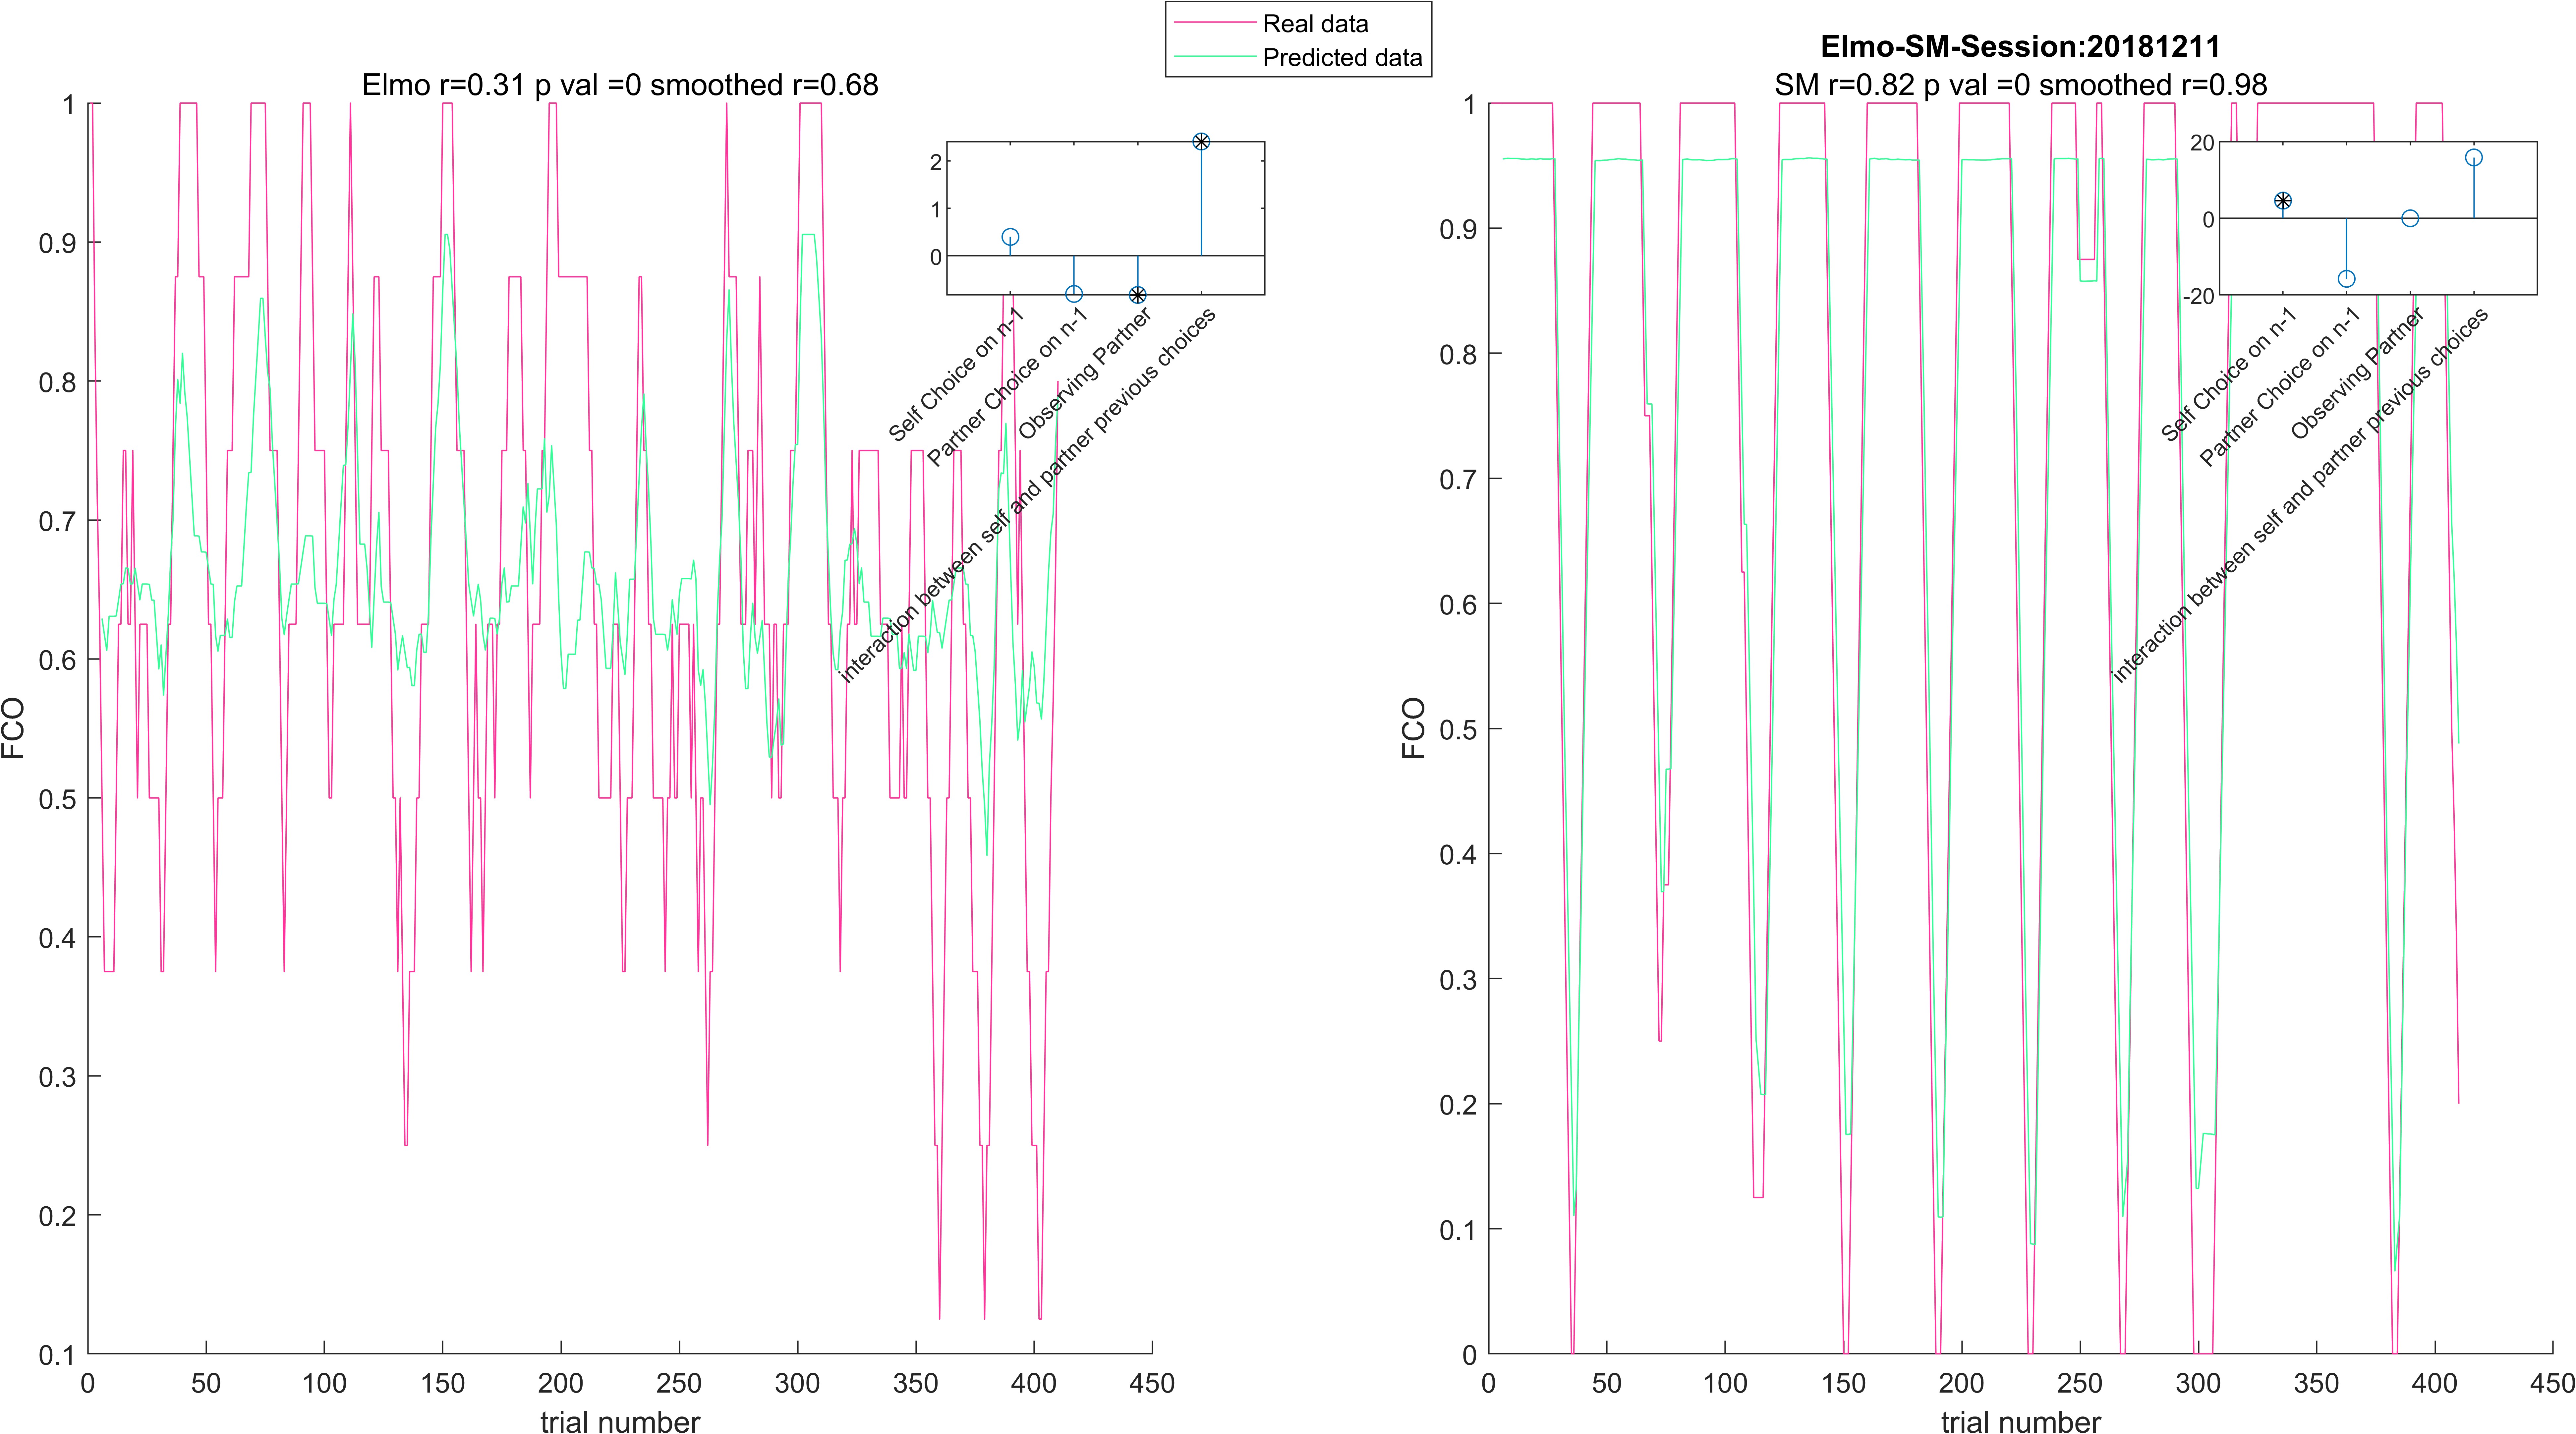 Real data
Predicted data
Elmo r=0.31 p val =0 smoothed r=0.68
1
0.9
0.8
0.7
0.6
0.5
0.4
0.3
0.2
0.1
FCO
0
50
100
150
200
250
300
350
400
450
trial number
2
1
0
Self Choice on n-1
Partner Choice on n-1
Observing Partner
interaction between self and partner previous choices
Elmo-SM-Session:20181211
SM r=0.82 p val =0 smoothed r=0.98
1
0.9
0.8
0.7
0.6
0.5
0.4
0.3
0.2
0.1
0
FCO
0
50
100
150
200
250
300
350
400
450
trial number
20
0
-20
Self Choice on n-1
Partner Choice on n-1
Observing Partner
interaction between self and partner previous choices